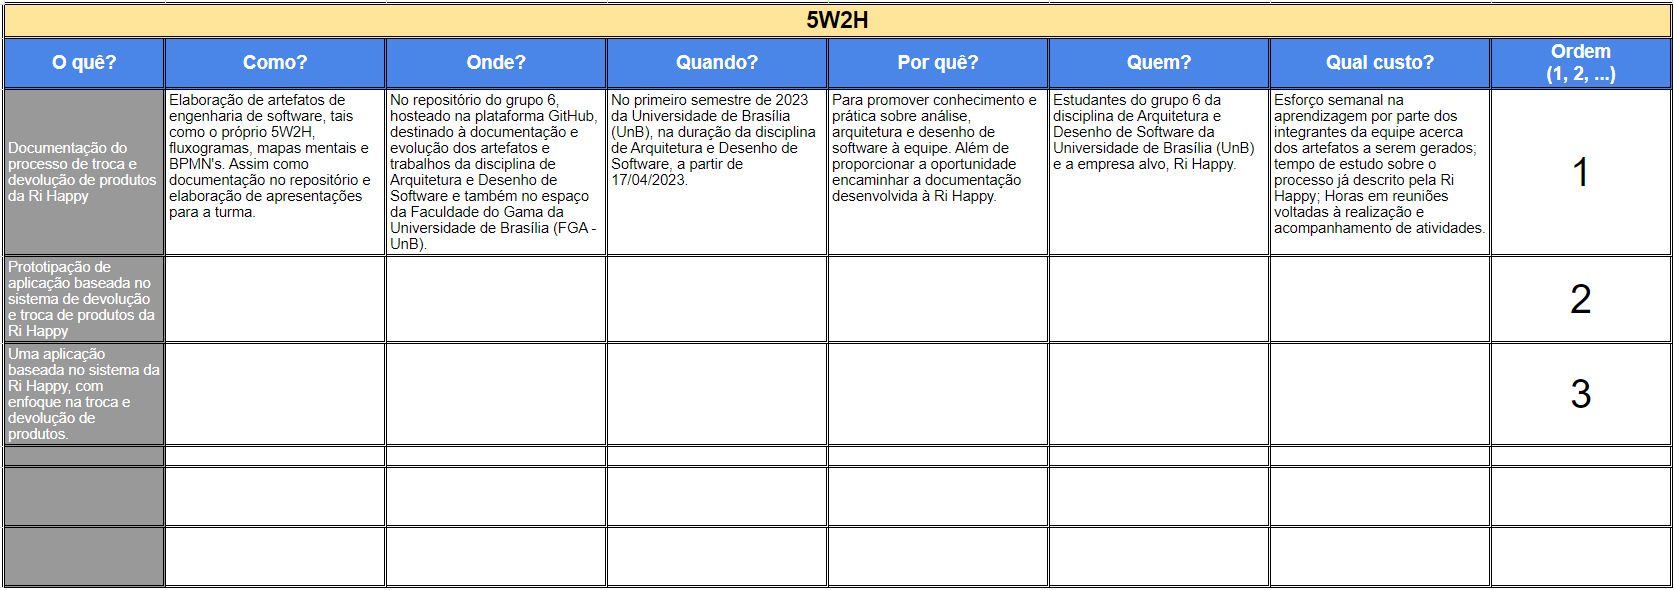 5W2H
O quê?
Como?
Onde?
Quando?
Por quê?
Quem?
Qual custo?
Ordem
(1, 2, ...)
Documentação do
processo de troca e
devolução de produtos
da Ri Happy
Elaboração de artefatos de
engenharia de software, tais
como o próprio 5W2H,
fluxogramas, mapas mentais e
BPMN's. Assim como
documentação no repositório e
elaboração de apresentações
para a turma.
No repositório do grupo 6,
hosteado na plataforma GitHub,
destinado à documentação e
evolução dos artefatos e
trabalhos da disciplina de
Arquitetura e Desenho de
Software e também no espaço
da Faculdade do Gama da
Universidade de Brasília (FGA -
UnB).
No primeiro semestre de 2023
da Universidade de Brasília
(UnB), na duração da disciplina
de Arquitetura e Desenho de
Software, a partir de
17/04/2023.
Para promover conhecimento e
prática sobre análise,
arquitetura e desenho de
software à equipe. Além de
proporcionar a oportunidade
encaminhar a documentação
desenvolvida à Ri Happy.
Estudantes do grupo 6 da
disciplina de Arquitetura e
Desenho de Software da
Universidade de Brasília (UnB)
e a empresa alvo, Ri Happy.
Esforço semanal na
aprendizagem por parte dos
integrantes da equipe acerca
dos artefatos a serem gerados;
tempo de estudo sobre o
processo já descrito pela Ri
Happy; Horas em reuniões
voltadas à realização e
acompanhamento de atividades.
1
Prototipação de
aplicação baseada no
sistema de devolução
e troca de produtos da
Ri Happy
2
Uma aplicação
baseada no sistema da
Ri Happy, com
enfoque na troca e
devolução de
produtos.
3